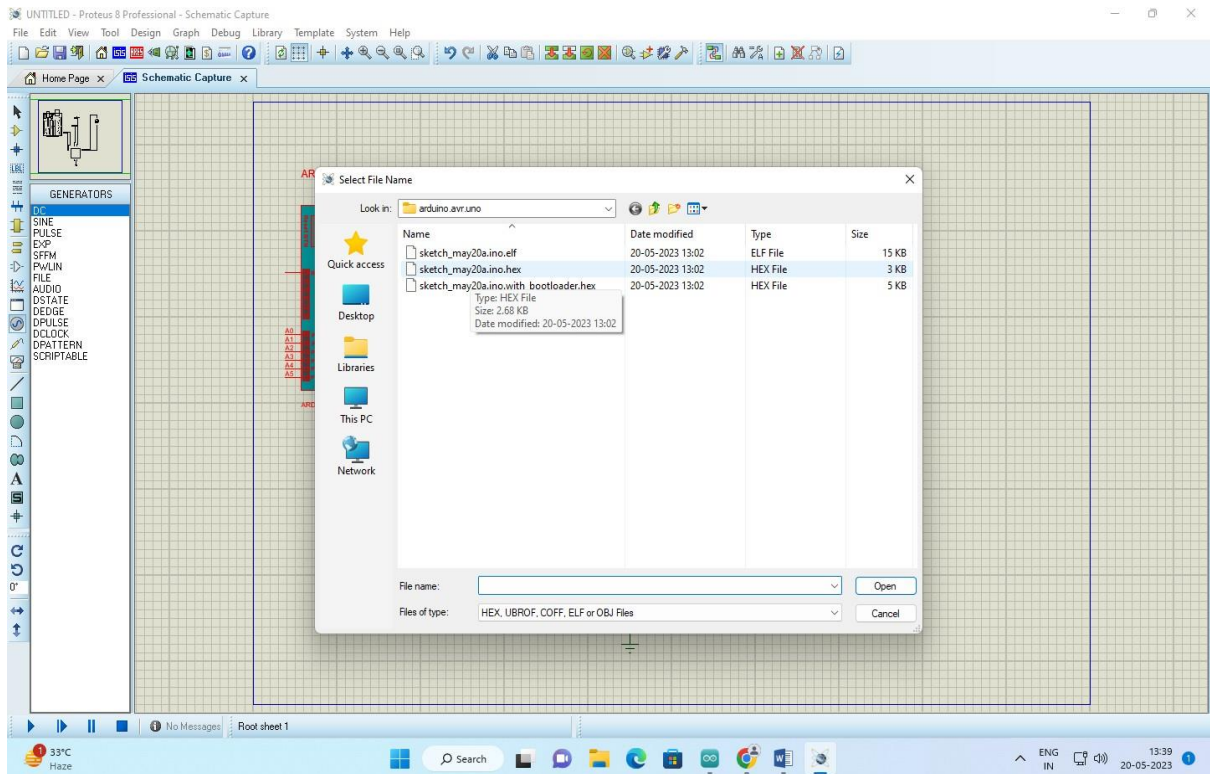 UNTITLED - Proteus 8 Professional - Schematic Capture
File Edit View Tool Design Graph Debug Library Template System Help
Home Page x Schematic Capture x
GENERATORS
DC
SINE
PULSE
EXP
SFFM
PWLIN
FILE
AUDIO
DSTATE
DEDGE
DPULSE
DCLOCK
DPATTERN
SCRIPTABLE
LBL
A
S
0°
AR
A0
A1
A2
A3
A4
A5
ARD
Select File Name
Look in: arduino.avr.uno
Quick access
Desktop
Libraries
This PC
Network
Name Date modified Type Size
sketch_may20a.ino.elf 20-05-2023 13:02 ELF File 15 KB
sketch_may20a.ino.hex 20-05-2023 13:02 HEX File 3 KB
sketch_may20a.ino.with_bootloader.hex 20-05-2023 13:02 HEX File 5 KB
Type: HEX File
Size: 2.68 KB
Date modified: 20-05-2023 13:02
File name: Open
Files of type: HEX, UBROF, COFF, ELF or OBJ Files Cancel
No Messages Root sheet 1
1 33°C
Haze
Search
ENG
IN
13:39
20-05-2023
1